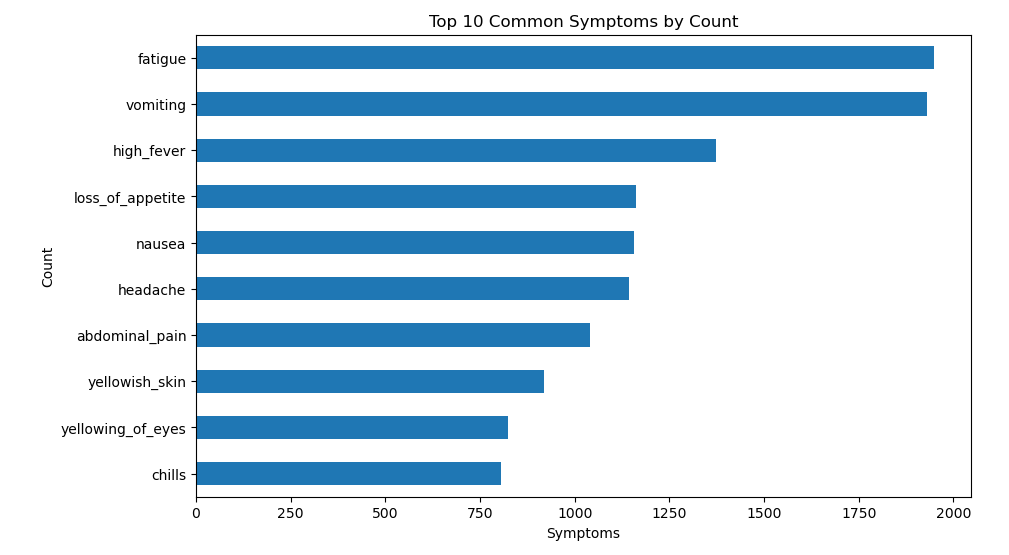 Top 10 Common Symptoms by Count
fatigue
vomiting
high_fever
loss_of_appetite
nausea
headache
abdominal_pain
yellowish_skin
yellowing_of_eyes
chills
Count
0 250 500 750 1000 1250 1500 1750 2000
Symptoms